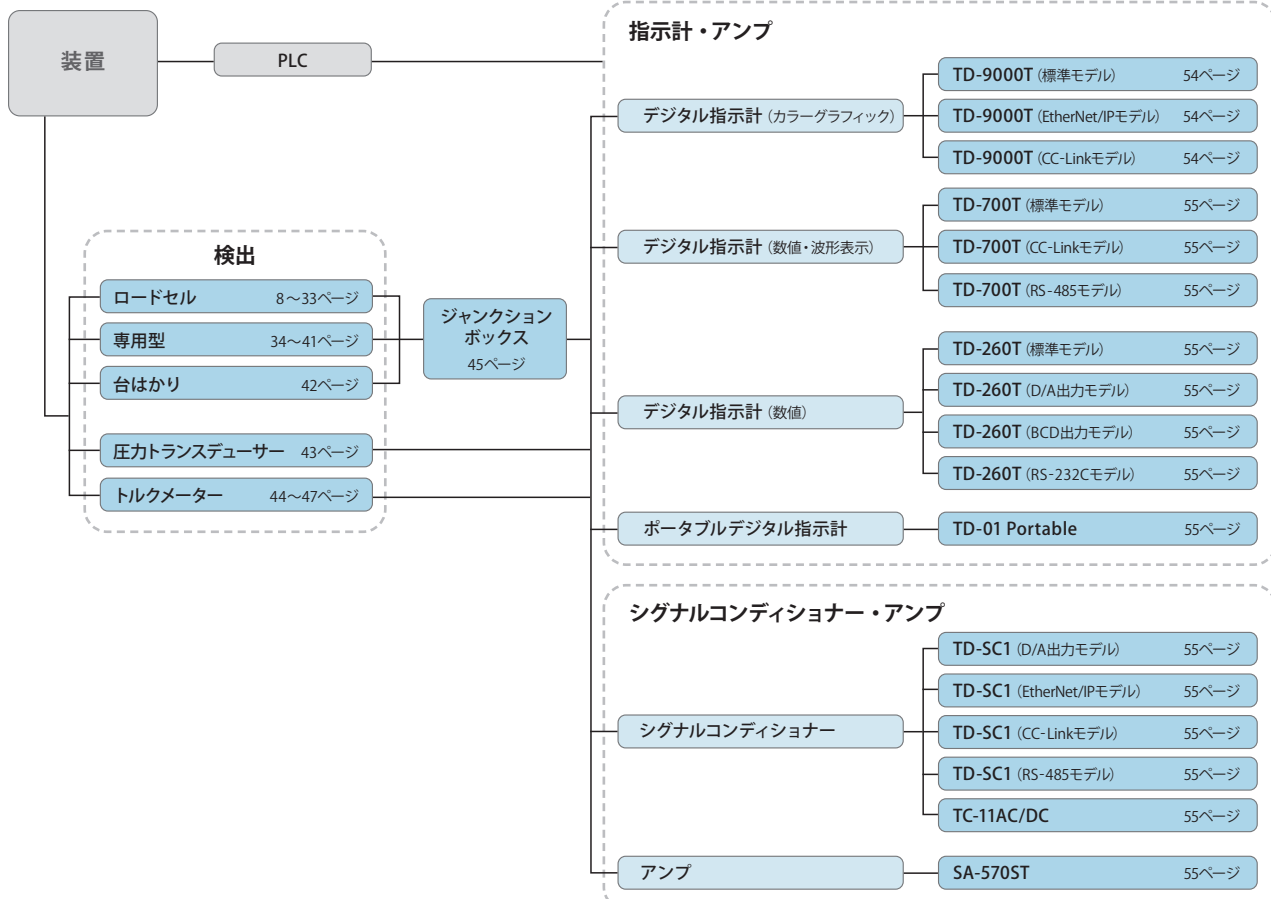 装置
PLC
検出
ロードセル 8～33ページ
専用型 34～41ページ
台はかり 42ページ
圧力トランスデューサー 43ページ
トルクメーター 44～47ページ
ジャンクション
ボックス
45ページ
指示計・アンプ
デジタル指示計（カラーグラフィック）
TD-9000T（標準モデル） 54ページ
TD-9000T（EtherNet/IPモデル） 54ページ
TD-9000T（CC-Linkモデル） 54ページ
デジタル指示計（数値・波形表示）
TD-700T（標準モデル） 55ページ
TD-700T（CC-Linkモデル） 55ページ
TD-700T（RS-485モデル） 55ページ
デジタル指示計（数値）
TD-260T（標準モデル） 55ページ
TD-260T（D/A出力モデル） 55ページ
TD-260T（BCD出力モデル） 55ページ
TD-260T（RS-232Cモデル） 55ページ
ポータブルデジタル指示計
TD-01 Portable 55ページ
シグナルコンディショナー・アンプ
シグナルコンディショナー
TD-SC1（D/A出力モデル） 55ページ
TD-SC1（EtherNet/IPモデル） 55ページ
TD-SC1（CC-Linkモデル） 55ページ
TD-SC1（RS-485モデル） 55ページ
TC-11AC/DC 55ページ
アンプ
SA-570ST 55ページ